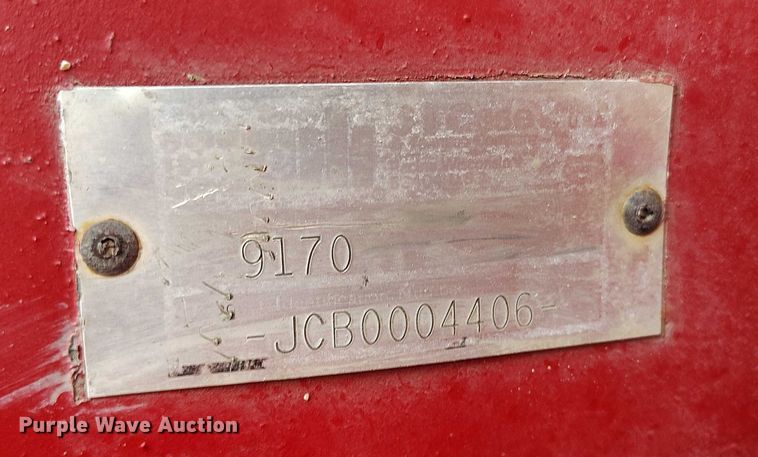 9170
-JCB0004406-
Purple Wave Auction